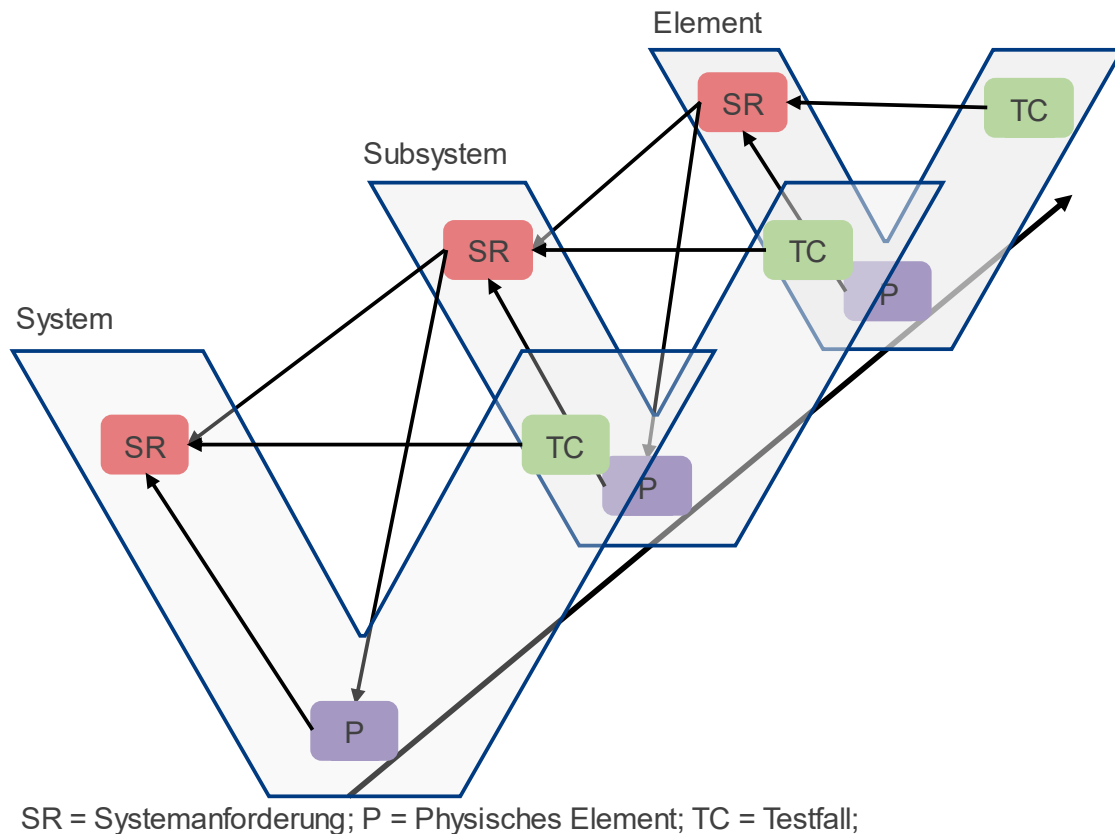 Element
SR
TC
Subsystem
SR
TC
P
System
SR
TC
P
P
SR = Systemanforderung; P = Physisches Element; TC = Testfall;